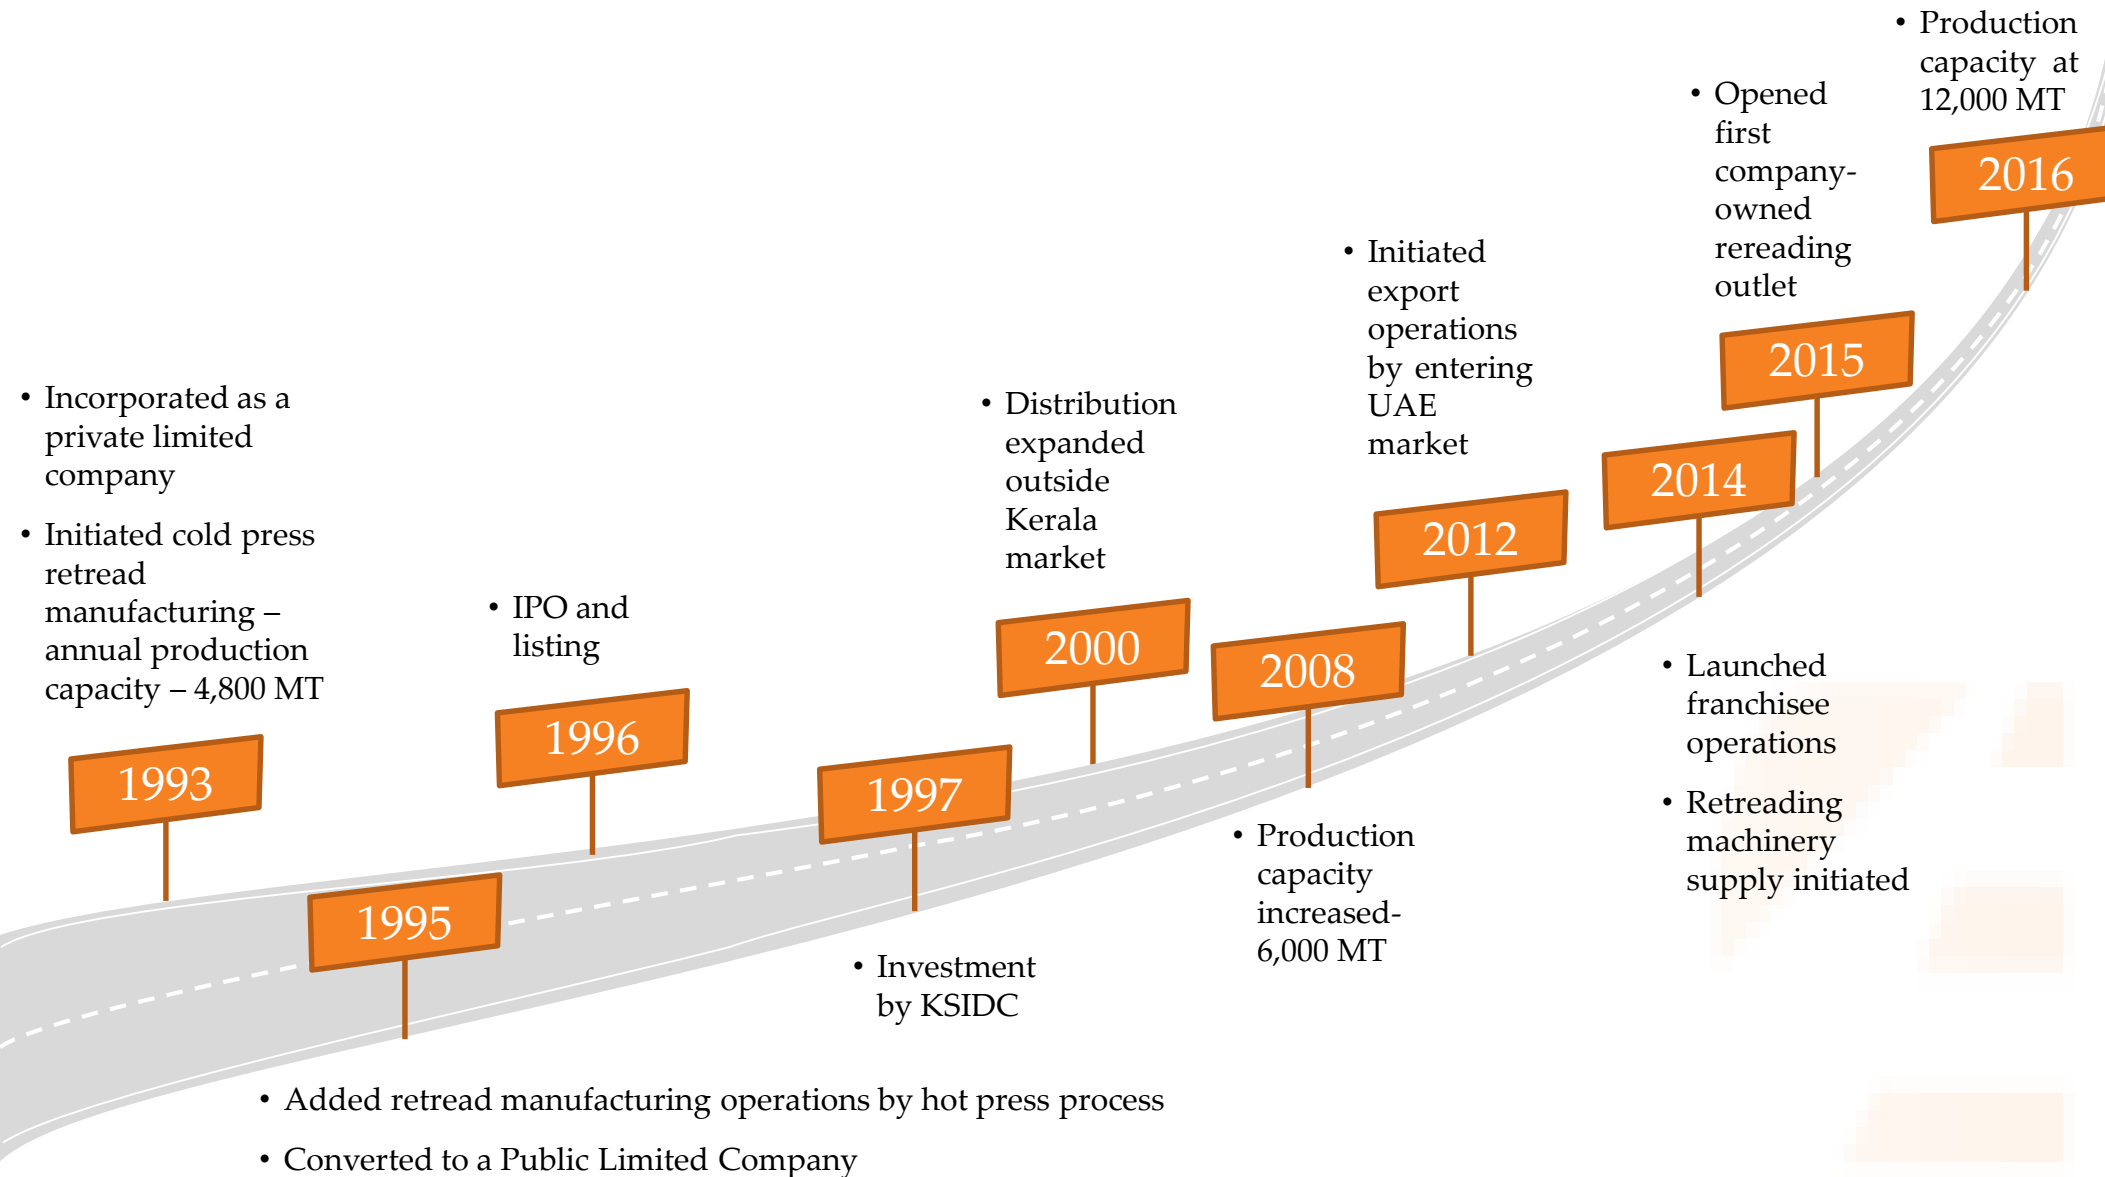 • Incorporated as a
private limited
company
• Initiated cold press
retread
manufacturing –
annual production
capacity – 4,800 MT
1993
1995
• Added retread manufacturing operations by hot press process
• Converted to a Public Limited Company
• IPO and
listing
1996
1997
• Investment
by KSIDC
• Distribution
expanded
outside
Kerala
market
2000
2008
• Production
capacity
increased-
6,000 MT
• Initiated
export
operations
by entering
UAE
market
2012
2014
• Launched
franchisee
operations
• Retreading
machinery
supply initiated
• Opened
first
company-
owned
rereading
outlet
2015
• Production
capacity at
12,000 MT
2016